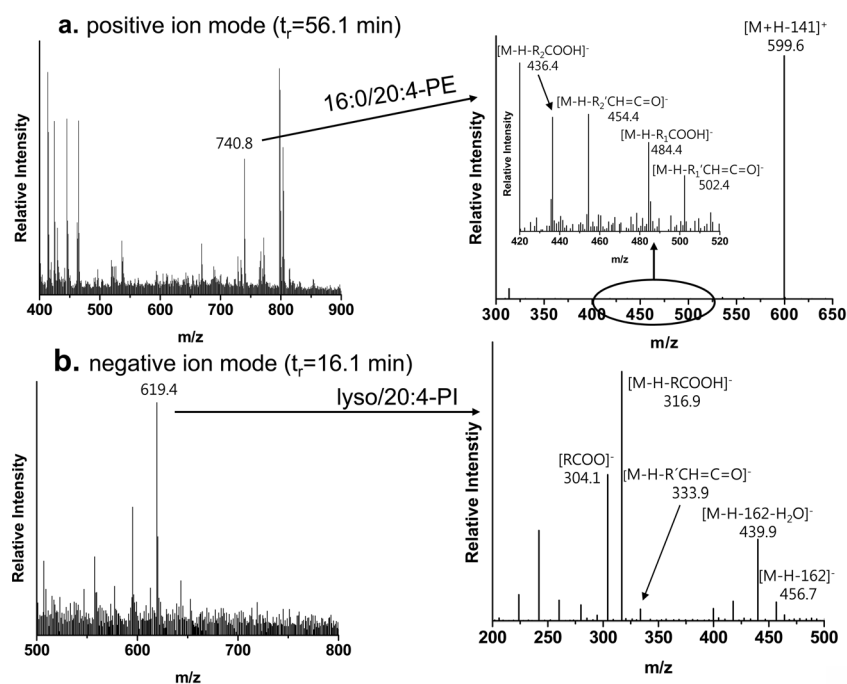 a. positive ion mode (tr=56.1 min)
Relative Intensity
740.8
400 500 600 700 800 900
m/z
16:0/20:4-PE
[M+H-141]+
599.6
[M-H-R2COOH]-
436.4
[M-H-R2'CH=C=O]-
454.4
[M-H-R1COOH]-
484.4
[M-H-R1'CH=C=O]-
502.4
Relative Intensity
420 440 460 480 500 520
m/z
Relative Intensity
300 350 400 450 500 550 600 650
m/z
b. negative ion mode (tr=16.1 min)
619.4
Relative Intensity
500 600 700 800
m/z
lyso/20:4-PI
[M-H-RCOOH]-
316.9
[RCOO]-
304.1
[M-H-R'CH=C=O]-
333.9
[M-H-162-H2O]-
439.9
[M-H-162]-
456.7
Relative Intenstiy
200 250 300 350 400 450 500
m/z